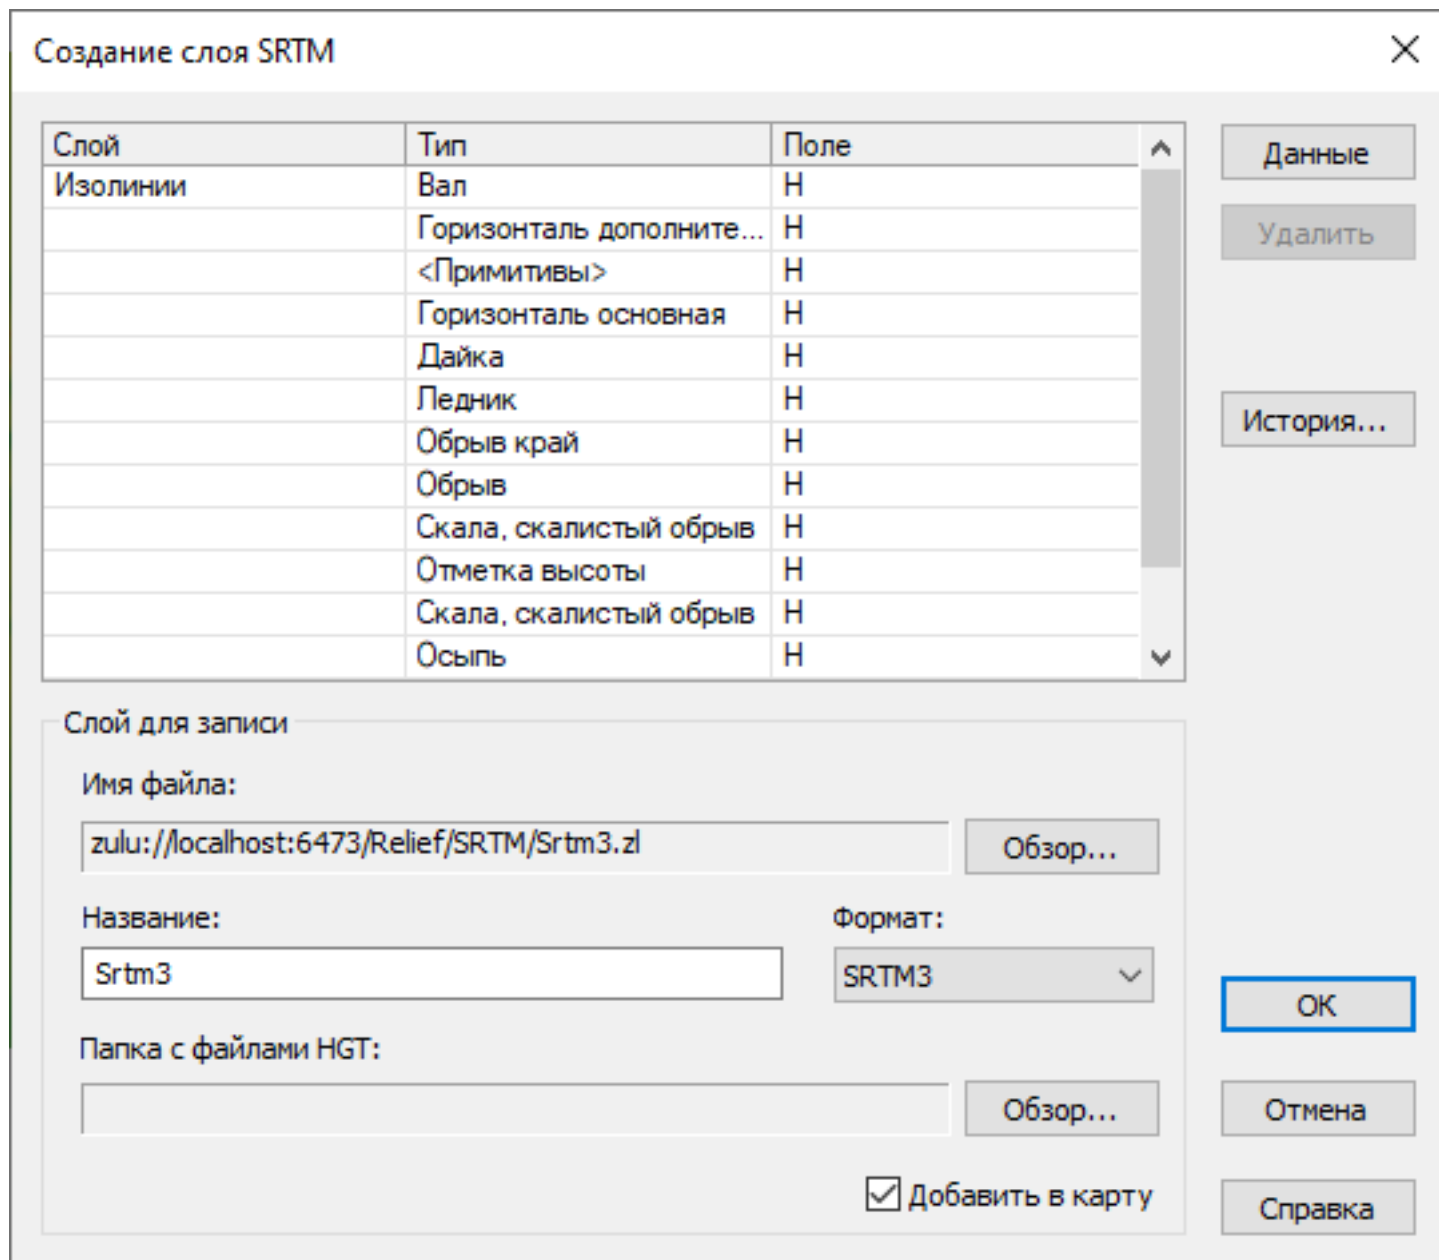 Создание слоя SRTM
Слой Тип Поле
Изолинии Вал H
Горизонталь дополните... H
<Примитивы> H
Горизонталь основная H
Дайка H
Ледник H
Обрыв край H
Обрыв H
Скала, скалистый обрыв H
Отметка высоты H
Скала, скалистый обрыв H
Осыпь H
Данные
Удалить
История...
Слой для записи
Имя файла:
zulu://localhost:6473/Relief/SRTM/Srtm3.zl Обзор...
Название: Формат:
Srtm3 SRTM3
Папка с файлами HGT:
Обзор...
Добавить в карту
ОК
Отмена
Справка